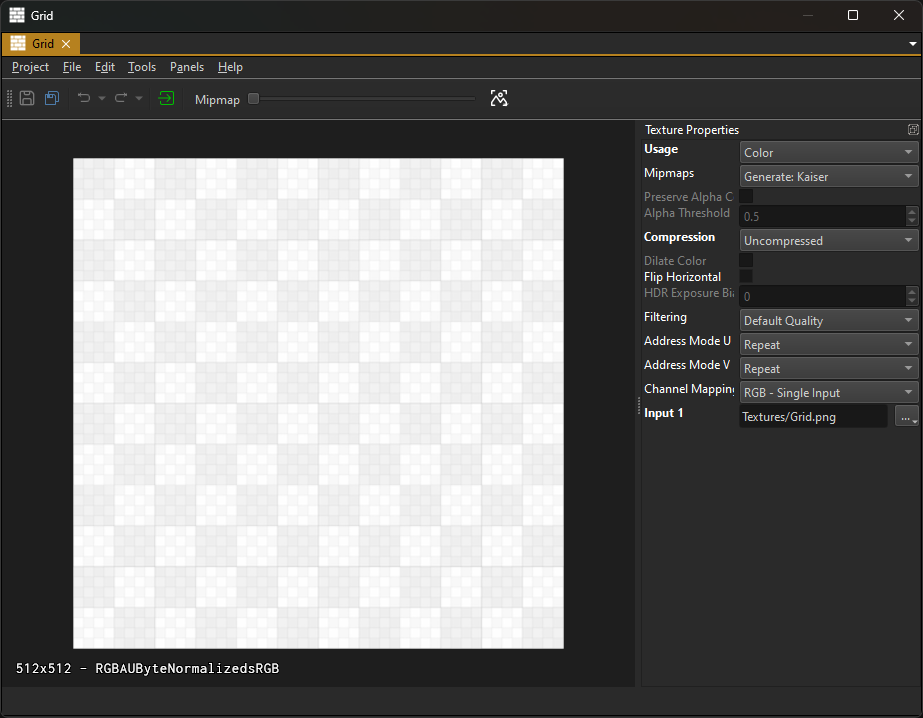 Grid
Grid
Project File Edit Tools Panels Help
Mipmap
Texture Properties
Usage Color
Mipmaps Generate: Kaiser
Preserve Alpha C
Alpha Threshold 0.5
Compression Uncompressed
Dilate Color
Flip Horizontal
HDR Exposure Bi
Filtering Default Quality
Address Mode U Repeat
Address Mode V Repeat
Channel Mapping RGB - Single Input
Input 1 Textures/Grid.png ...
512x512 - RGBAUByteNormalizedsRGB